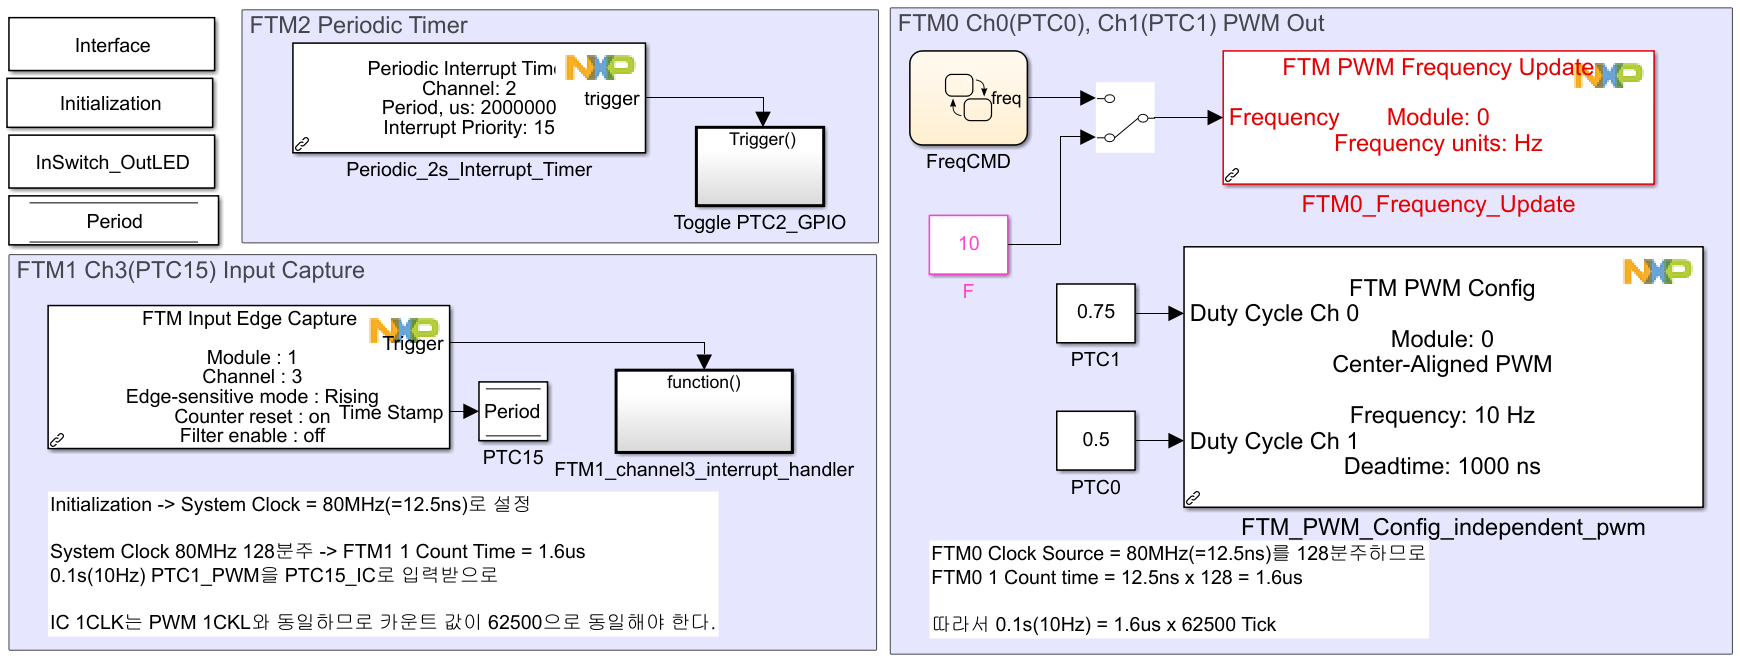 Interface
Initialization
InSwitch_OutLED
Period
FTM2 Periodic Timer
Periodic Interrupt Time
Channel: 2
Period, us: 2000000
Interrupt Priority: 15
NXP
trigger
Periodic_2s_Interrupt_Timer
Trigger()
Toggle PTC2_GPIO
FTM1 Ch3(PTC15) Input Capture
FTM Input Edge Capture
NXP
Trigger
Module : 1
Channel : 3
Edge-sensitive mode : Rising
Counter reset : on
Time Stamp
Filter enable : off
Period
PTC15
function()
FTM1_channel3_interrupt_handler
Initialization -> System Clock = 80MHz(=12.5ns)로 설정
System Clock 80MHz 128분주 -> FTM1 1 Count Time = 1.6us
0.1s(10Hz) PTC1_PWM을 PTC15_IC로 입력받으로
IC 1CLK는 PWM 1CKL와 동일하므로 카운트 값이 62500으로 동일해야 한다.
FTM0 Ch0(PTC0), Ch1(PTC1) PWM Out
freq
FreqCMD
10
F
FTM PWM Frequency Update
NXP
Frequency
Module: 0
Frequency units: Hz
FTM0_Frequency_Update
0.75
PTC1
0.5
PTC0
NXP
FTM PWM Config
Duty Cycle Ch 0
Module: 0
Center-Aligned PWM
Frequency: 10 Hz
Duty Cycle Ch 1
Deadtime: 1000 ns
FTM_PWM_Config_independent_pwm
FTM0 Clock Source = 80MHz(=12.5ns)를 128분주하므로
FTM0 1 Count time = 12.5ns x 128 = 1.6us
따라서 0.1s(10Hz) = 1.6us x 62500 Tick